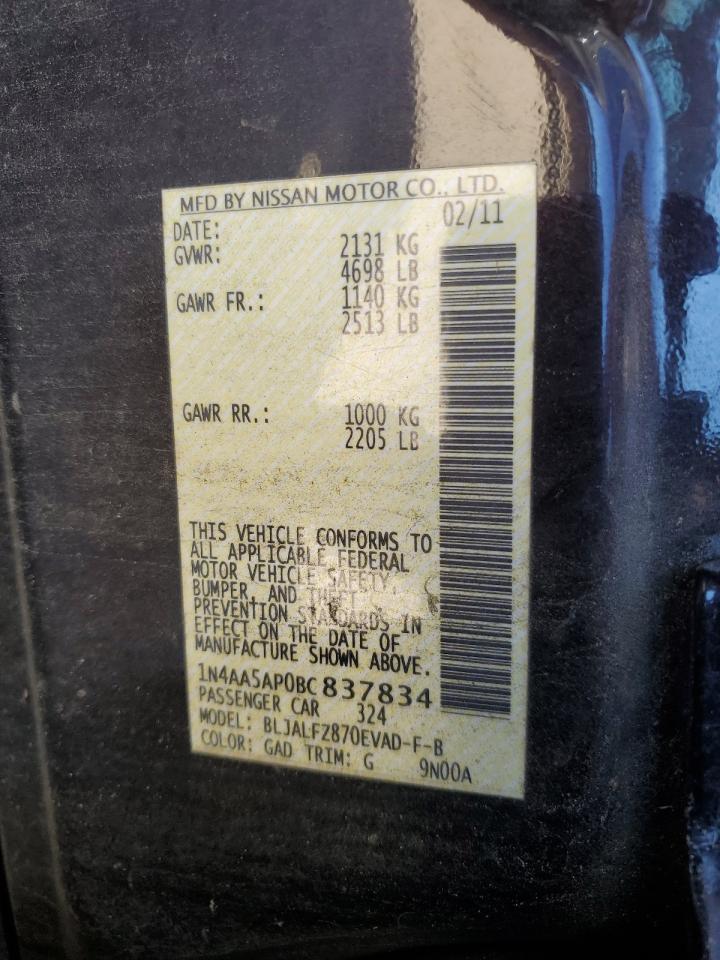 MFD BY NISSAN MOTOR CO., LTD.
DATE: 02/11
GVWR: 2131 KG
4698 LB
GAWR FR.: 1140 KG
2513 LB
GAWR RR.: 1000 KG
2205 LB
THIS VEHICLE CONFORMS TO
ALL APPLICABLE FEDERAL
MOTOR VEHICLE SAFETY,
BUMPER, AND THEFT
PREVENTION STANDARDS IN
EFFECT ON THE DATE OF
MANUFACTURE SHOWN ABOVE.
1N4AA5AP0BC837834
PASSENGER CAR 324
MODEL: BLJALFZ870EVAD-F-B
COLOR: GAD TRIM: G 9N00A